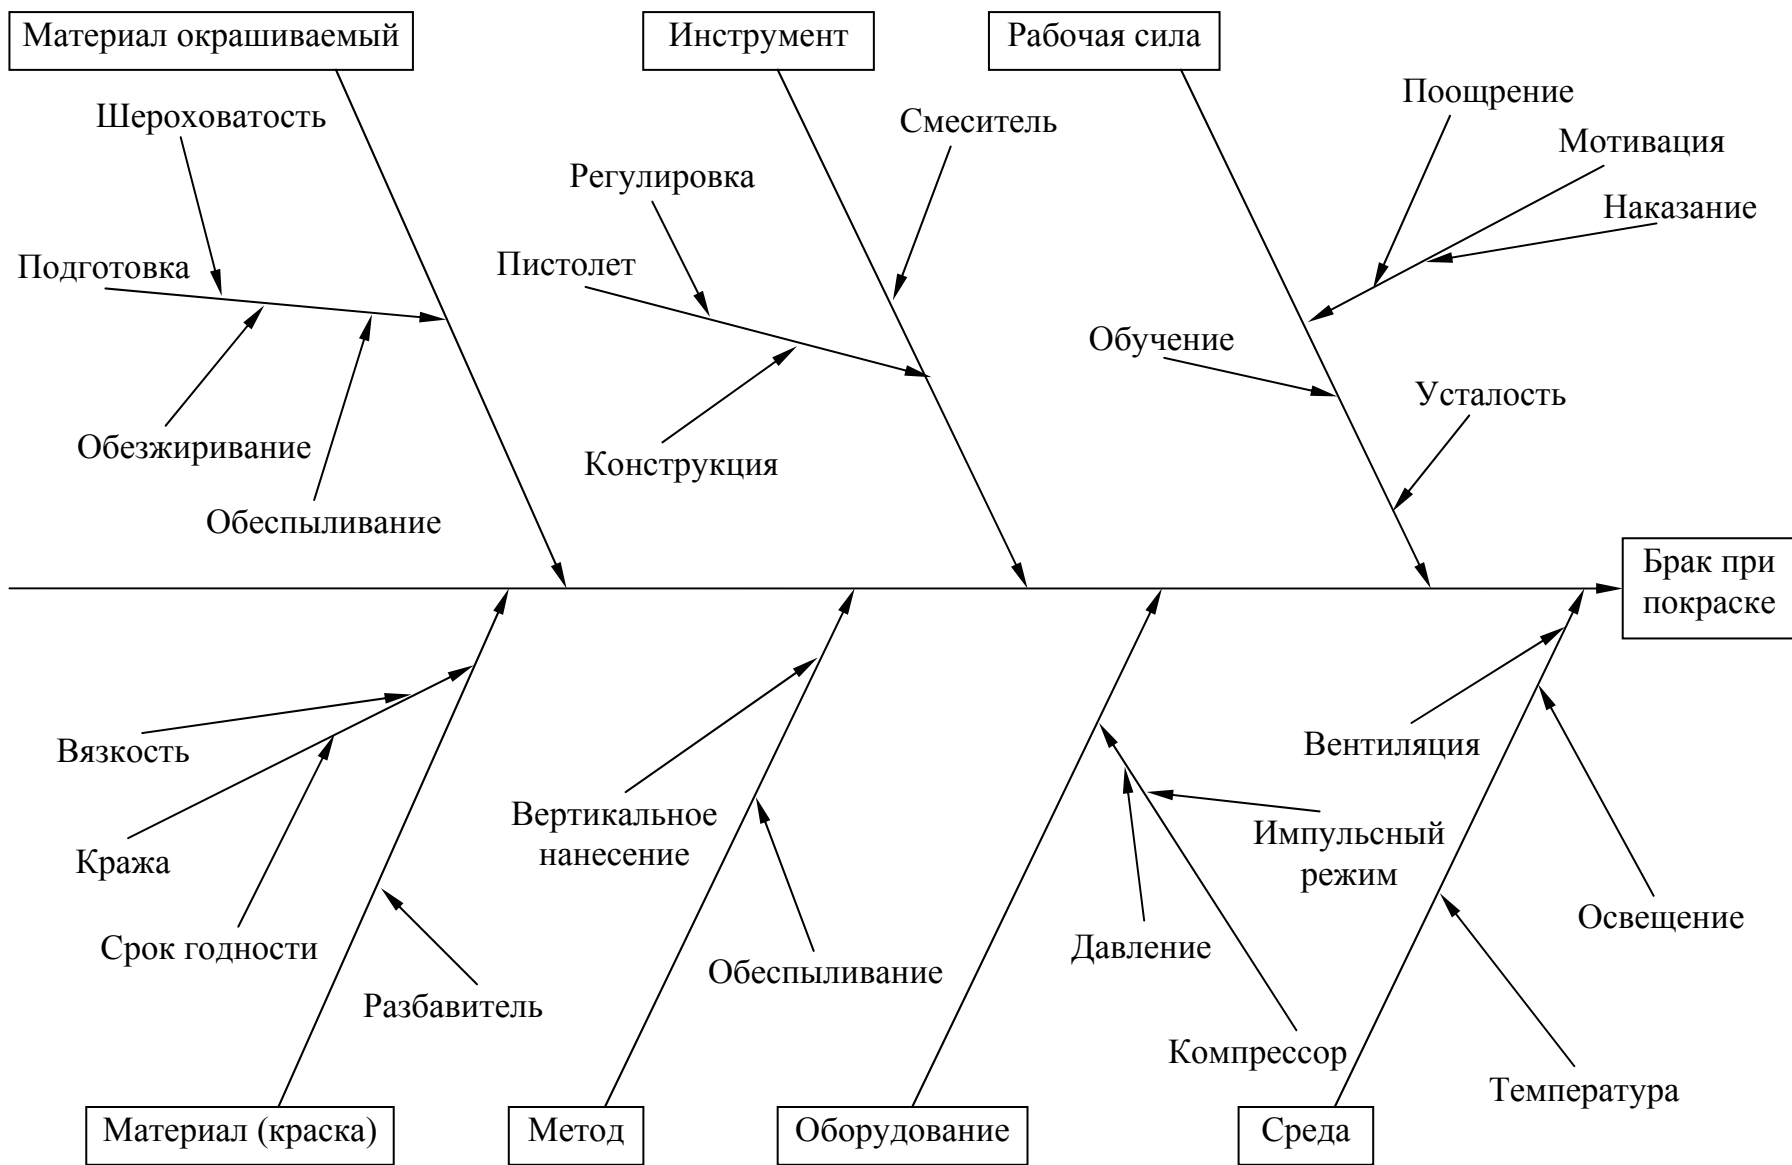 Материал окрашиваемый
Инструмент
Рабочая сила
Шероховатость
Подготовка
Обезжиривание
Обеспыливание
Смеситель
Регулировка
Пистолет
Конструкция
Поощрение
Мотивация
Наказание
Обучение
Усталость
Брак при
покраске
Вязкость
Кража
Срок годности
Разбавитель
Вертикальное
нанесение
Обеспыливание
Импульсный
режим
Давление
Компрессор
Вентиляция
Освещение
Температура
Материал (краска)
Метод
Оборудование
Среда